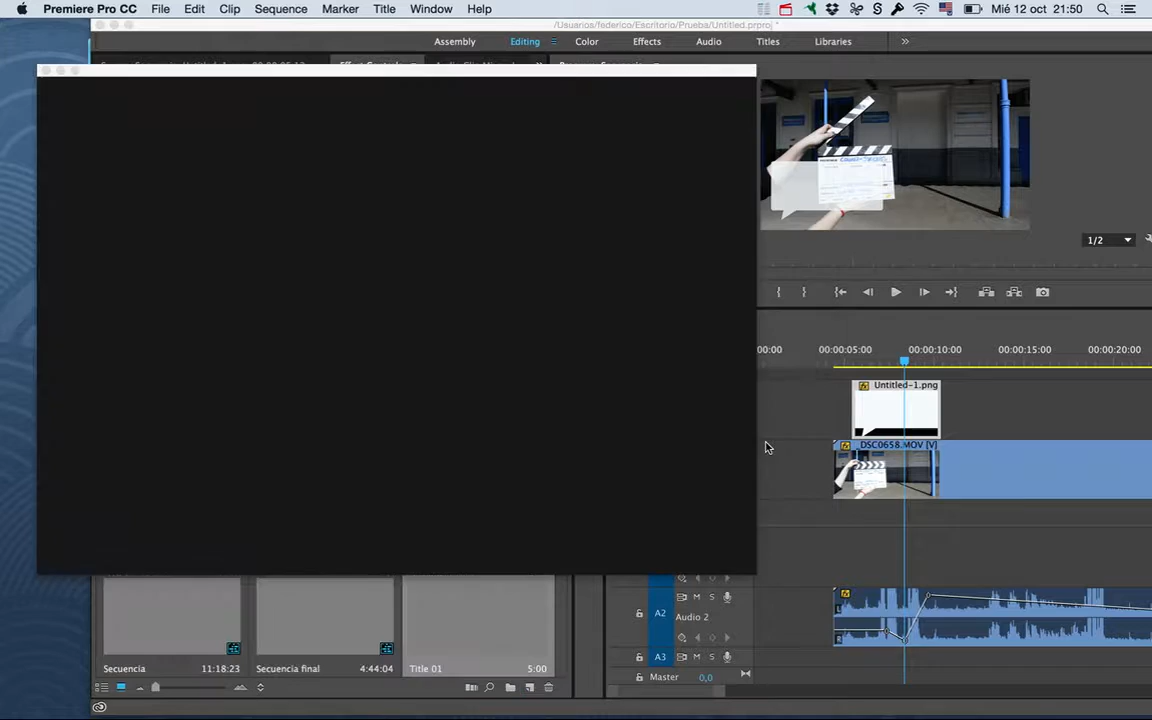 Premiere Pro CC File Edit Clip Sequence Marker Title Window Help Mié 12 oct 21:50
/Usuarios/federico/Escritorio/Prueba/Untitled.prproj *
Assembly Editing Color Effects Audio Titles Libraries
1/2
00:00 00:00:05:00 00:00:10:00 00:00:15:00 00:00:20:00
Untitled-1.png
_DSC0658.MOV [V]
L
R
A2 M S
Audio 2
A3 M S
Master 0,0
Secuencia 11:18:23 Secuencia final 4:44:04 Title 01 5:00